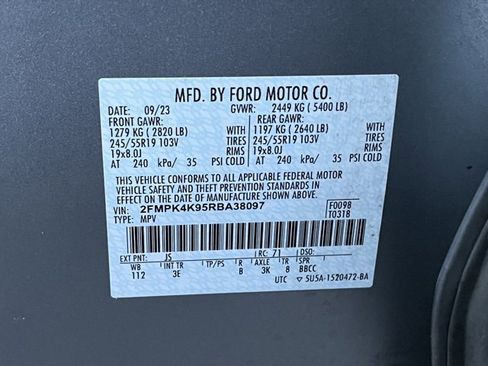 MFD. BY FORD MOTOR CO.
DATE: 09/23 GVWR: 2449 KG ( 5400 LB)
FRONT GAWR: REAR GAWR:
1279 KG ( 2820 LB) 1197 KG ( 2640 LB)
245/55R19 103V TIRES 245/55R19 103V TIRES
19x8.0J RIMS 19x8.0J RIMS
AT 240 kPa/ 35 PSI COLD AT 240 kPa/ 35 PSI COLD
THIS VEHICLE CONFORMS TO ALL APPLICABLE FEDERAL MOTOR
VEHICLE SAFETY AND THEFT PREVENTION STANDARDS IN
EFFECT ON THE DATE OF MANUFACTURE SHOWN ABOVE.
VIN: 2FMPK4K95RBA38097 F0098
TYPE: MPV T0318
EXT PNT: JS RC: 71 DSO:
WB INT TR TP/PS R A TR SPR
112 3E B 3K 8 BBCC
UTC ▽ 5U5A-1520472-BA